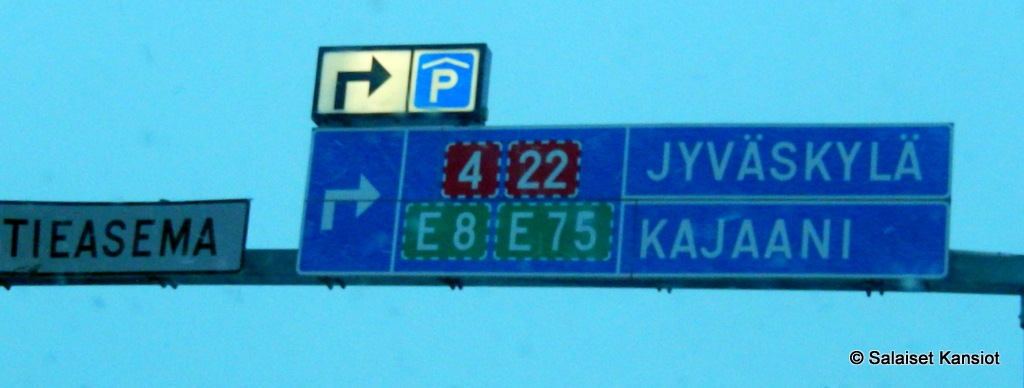 P
4 22 JYVÄSKYLÄ
E 8 E 75 KAJAANI
TIEASEMA
© Salaiset Kansiot